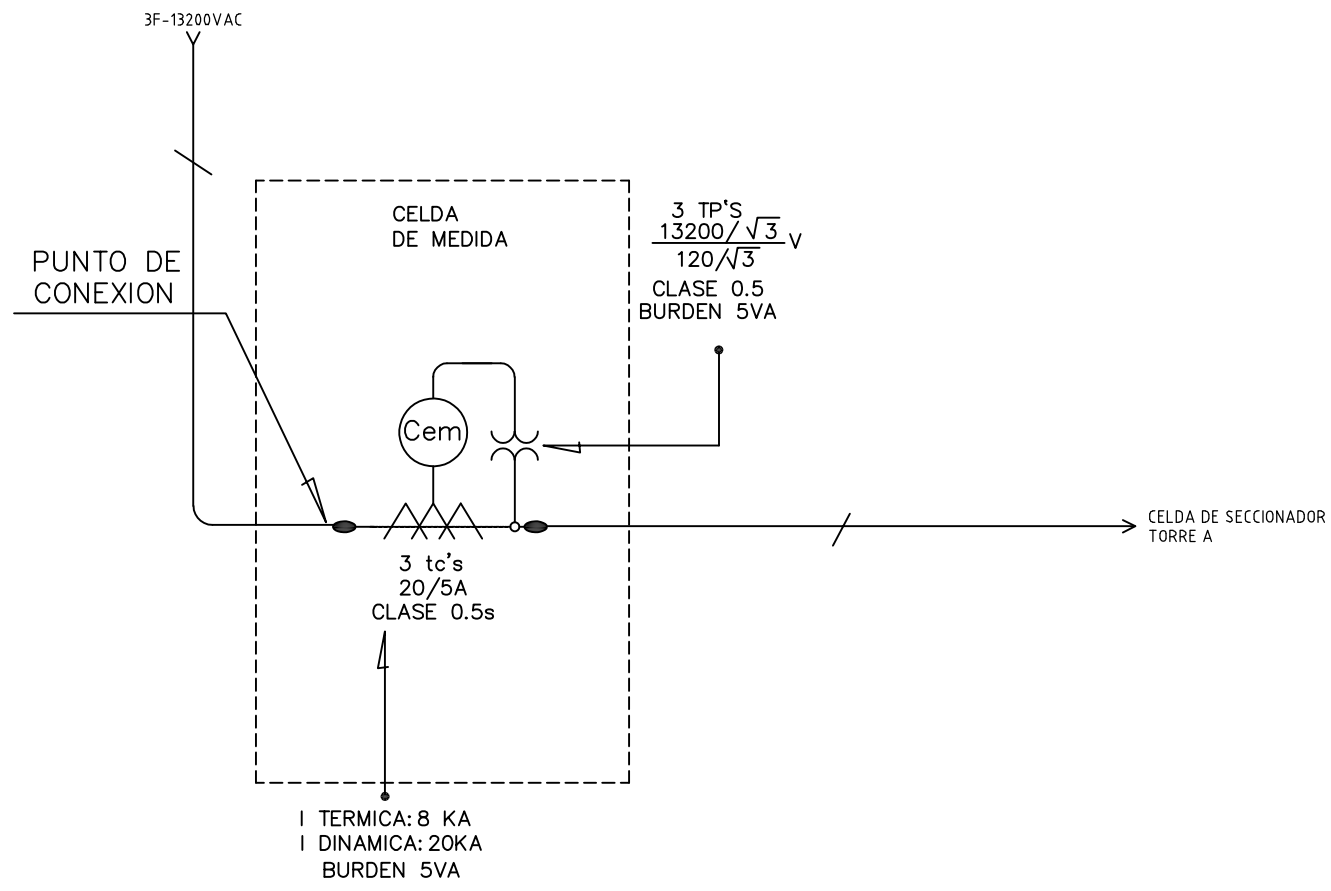 3F-13200VAC
CELDA
DE MEDIDA
3 TP'S
13200/√3
120/√3
V
CLASE 0.5
BURDEN 5VA
PUNTO DE
CONEXION
Cem
3 tc's
20/5A
CLASE 0.5s
CELDA DE SECCIONADOR
TORRE A
I TERMICA: 8 KA
I DINAMICA: 20KA
BURDEN 5VA